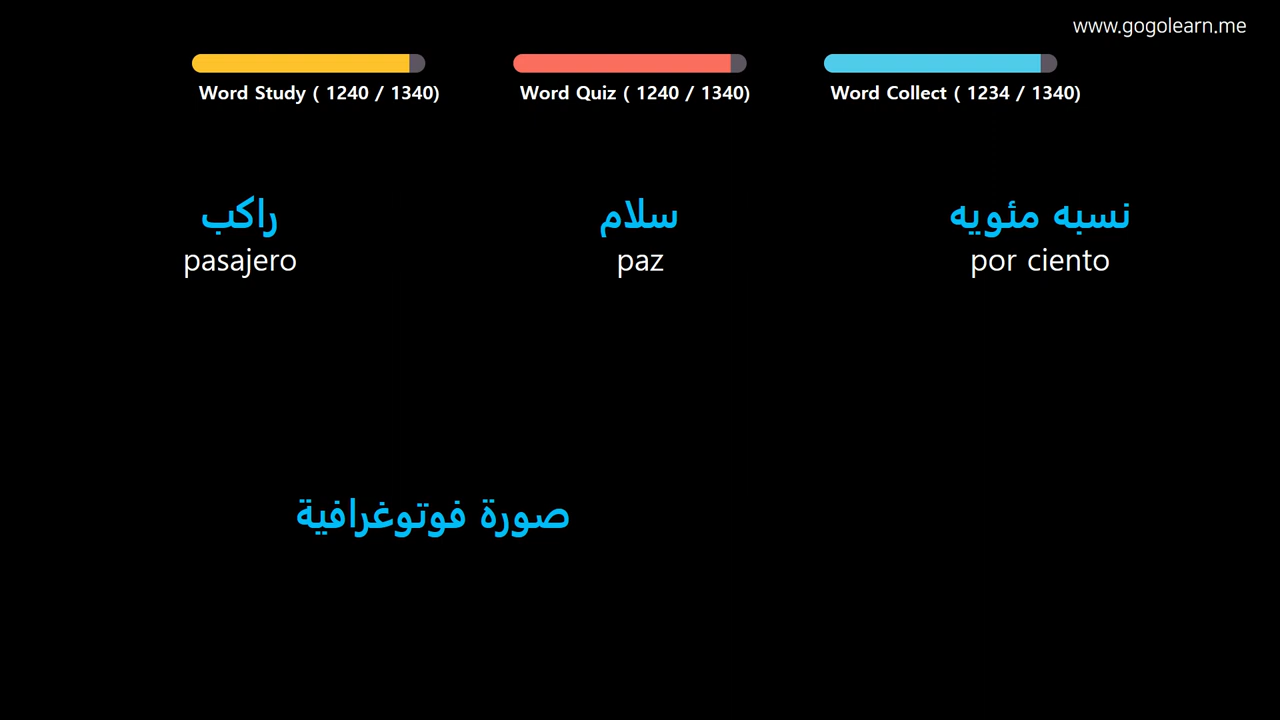 www.gogolearn.me
Word Study ( 1240 / 1340)
Word Quiz ( 1240 / 1340)
Word Collect ( 1234 / 1340)
راكب
pasajero
سلام
paz
نسبه مئويه
por ciento
صورة فوتوغرافية